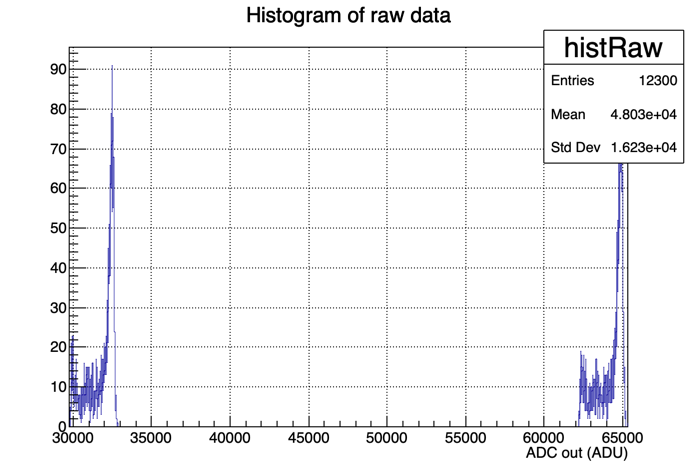 Histogram of raw data
histRaw
Entries 12300
Mean 4.803e+04
Std Dev 1.623e+04
90
80
70
60
50
40
30
20
10
0
30000 35000 40000 45000 50000 55000 60000 65000
ADC out (ADU)